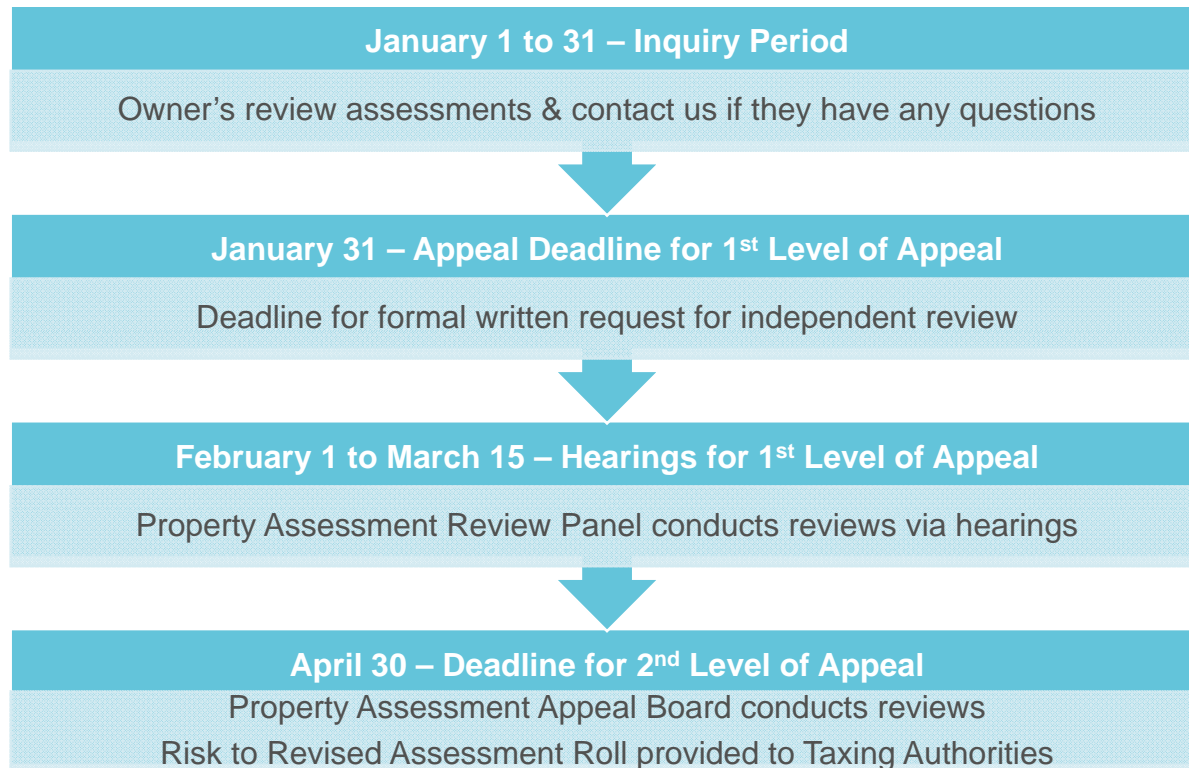 January 1 to 31 – Inquiry Period
Owner's review assessments & contact us if they have any questions
January 31 – Appeal Deadline for 1st Level of Appeal
Deadline for formal written request for independent review
February 1 to March 15 – Hearings for 1st Level of Appeal
Property Assessment Review Panel conducts reviews via hearings
April 30 – Deadline for 2nd Level of Appeal
Property Assessment Appeal Board conducts reviews
Risk to Revised Assessment Roll provided to Taxing Authorities